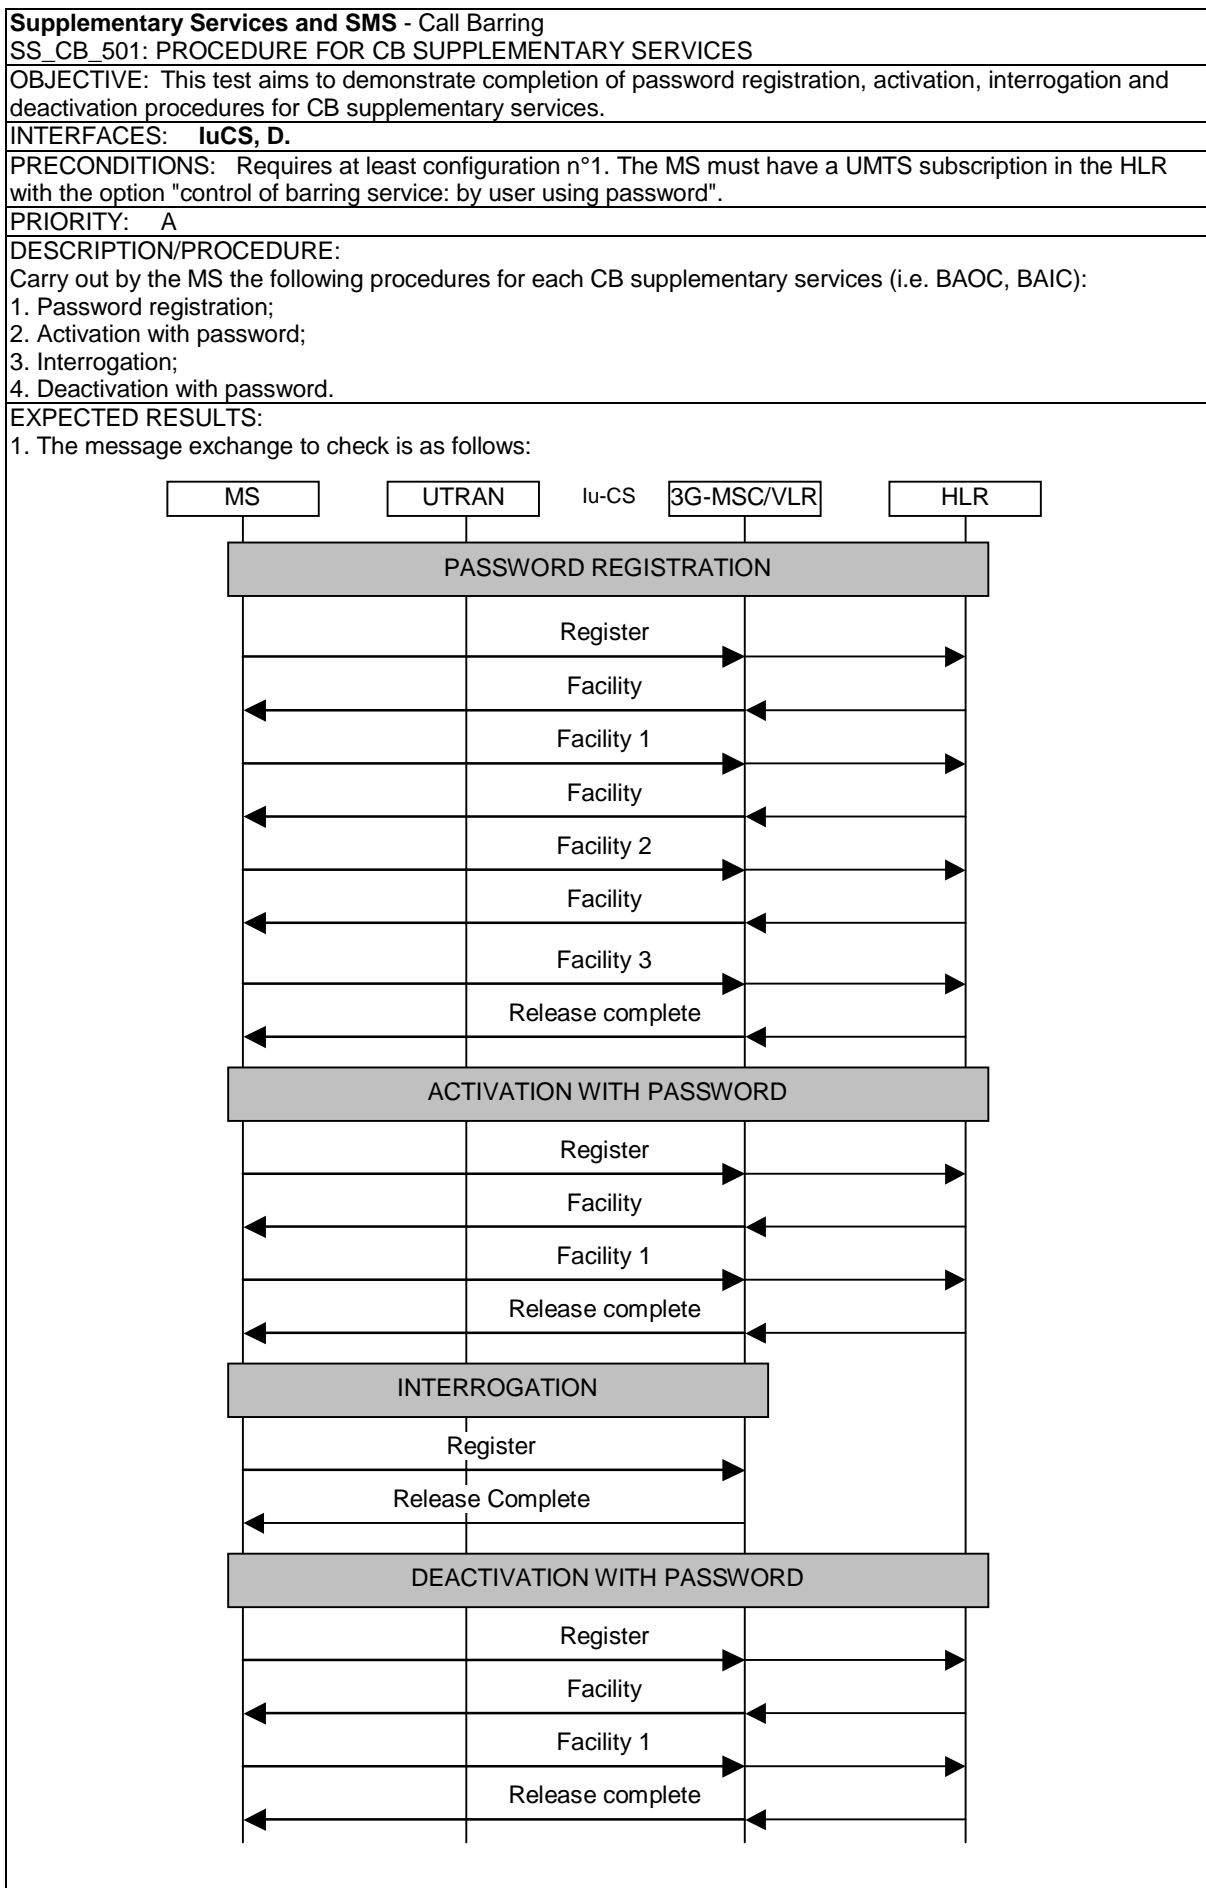 Supplementary Services and SMS - Call Barring
SS_CB_501: PROCEDURE FOR CB SUPPLEMENTARY SERVICES
OBJECTIVE: This test aims to demonstrate completion of password registration, activation, interrogation and
deactivation procedures for CB supplementary services.
INTERFACES: IuCS, D.
PRECONDITIONS: Requires at least configuration n°1. The MS must have a UMTS subscription in the HLR
with the option "control of barring service: by user using password".
PRIORITY: A
DESCRIPTION/PROCEDURE:
Carry out by the MS the following procedures for each CB supplementary services (i.e. BAOC, BAIC):
1. Password registration;
2. Activation with password;
3. Interrogation;
4. Deactivation with password.
EXPECTED RESULTS:
1. The message exchange to check is as follows:
MS UTRAN Iu-CS 3G-MSC/VLR HLR
PASSWORD REGISTRATION
Register
Facility
Facility 1
Facility
Facility 2
Facility
Facility 3
Release complete
ACTIVATION WITH PASSWORD
Register
Facility
Facility 1
Release complete
INTERROGATION
Register
Release Complete
DEACTIVATION WITH PASSWORD
Register
Facility
Facility 1
Release complete